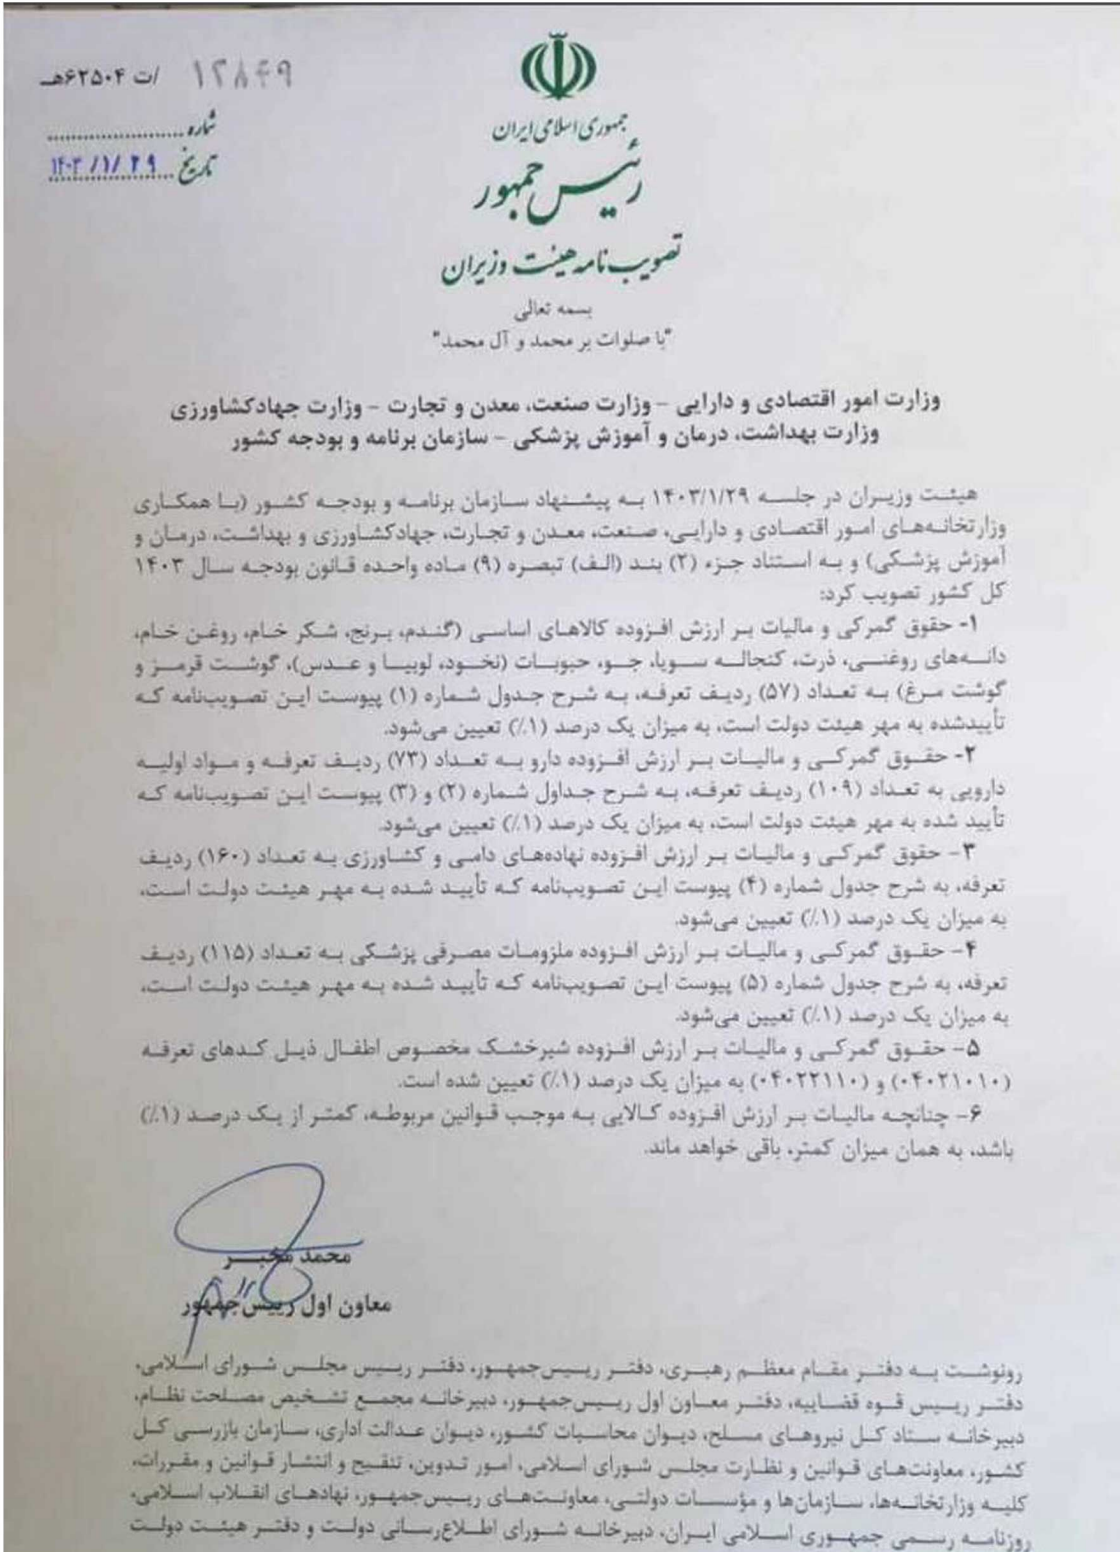 ۱۲۸۴۹ /ت ۶۲۵۰۴هـ
شماره
تاریخ ۱۴۰۳/۱/۲۹
جمهوری اسلامی ایران
رئیس جمهور
تصویب نامه هیئت وزیران
بسمه تعالی
"با صلوات بر محمد و آل محمد"
وزارت امور اقتصادی و دارایی - وزارت صنعت، معدن و تجارت - وزارت جهادکشاورزی
وزارت بهداشت، درمان و آموزش پزشکی - سازمان برنامه و بودجه کشور
هیئت وزیران در جلسه ۱۴۰۳/۱/۲۹ به پیشنهاد سازمان برنامه و بودجه کشور (با همکاری
وزارتخانه‌های امور اقتصادی و دارایی، صنعت، معدن و تجارت، جهادکشاورزی و بهداشت، درمان و
آموزش پزشکی) و به استناد جزء (۲) بند (الف) تبصره (۹) ماده واحده قانون بودجه سال ۱۴۰۳
کل کشور تصویب کرد:
۱- حقوق گمرکی و مالیات بر ارزش افزوده کالاهای اساسی (گندم، برنج، شکر خام، روغن خام،
دانه‌های روغنی، ذرت، کنجاله سویا، جو، حبوبات (نخود، لوبیا و عدس)، گوشت قرمز و
گوشت مرغ) به تعداد (۵۷) ردیف تعرفه، به شرح جدول شماره (۱) پیوست این تصویب‌نامه که
تأییدشده به مهر هیئت دولت است، به میزان یک درصد (۱٪) تعیین می‌شود.
۲- حقوق گمرکی و مالیات بر ارزش افزوده دارو به تعداد (۷۳) ردیف تعرفه و مواد اولیه
دارویی به تعداد (۱۰۹) ردیف تعرفه، به شرح جداول شماره (۲) و (۳) پیوست این تصویب‌نامه که
تأیید شده به مهر هیئت دولت است، به میزان یک درصد (۱٪) تعیین می‌شود.
۳- حقوق گمرکی و مالیات بر ارزش افزوده نهاده‌های دامی و کشاورزی به تعداد (۱۶۰) ردیف
تعرفه، به شرح جدول شماره (۴) پیوست این تصویب‌نامه که تأیید شده به مهر هیئت دولت است،
به میزان یک درصد (۱٪) تعیین می‌شود.
۴- حقوق گمرکی و مالیات بر ارزش افزوده ملزومات مصرفی پزشکی به تعداد (۱۱۵) ردیف
تعرفه، به شرح جدول شماره (۵) پیوست این تصویب‌نامه که تأیید شده به مهر هیئت دولت است،
به میزان یک درصد (۱٪) تعیین می‌شود.
۵- حقوق گمرکی و مالیات بر ارزش افزوده شیرخشک مخصوص اطفال ذیل کدهای تعرفه
(۰۴۰۲۱۰۱۰) و (۰۴۰۲۲۱۱۰) به میزان یک درصد (۱٪) تعیین شده است.
۶- چنانچه مالیات بر ارزش افزوده کالایی به موجب قوانین مربوطه، کمتر از یک درصد (۱٪)
باشد، به همان میزان کمتر، باقی خواهد ماند.
محمد مخبر
معاون اول رییس‌جمهور
رونوشت به دفتر مقام معظم رهبری، دفتر رییس‌جمهور، دفتر رییس مجلس شورای اسلامی،
دفتر رییس قوه قضاییه، دفتر معاون اول رییس‌جمهور، دبیرخانه مجمع تشخیص مصلحت نظام،
دبیرخانه ستاد کل نیروهای مسلح، دیوان محاسبات کشور، دیوان عدالت اداری، سازمان بازرسی کل
کشور، معاونت‌های قوانین و نظارت مجلس شورای اسلامی، امور تدوین، تنقیح و انتشار قوانین و مقررات،
کلیه وزارتخانه‌ها، سازمان‌ها و مؤسسات دولتی، معاونت‌های رییس‌جمهور، نهادهای انقلاب اسلامی،
روزنامه رسمی جمهوری اسلامی ایران، دبیرخانه شورای اطلاع‌رسانی دولت و دفتر هیئت دولت